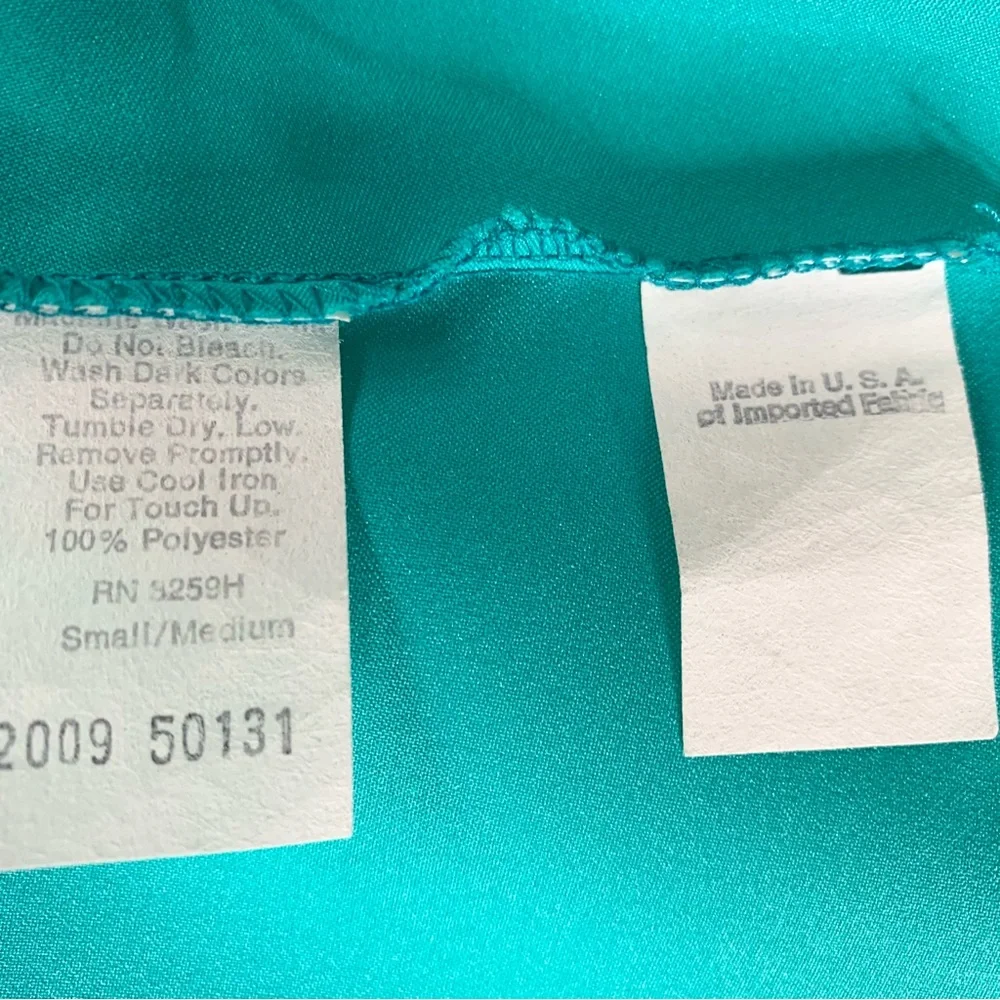 Do Not Bleach.
Wash Dark Colors
Separately.
Tumble Dry, Low.
Remove Promptly.
Use Cool Iron
For Touch Up.
100% Polyester
RN
Small/Medium
2009 50131
Made in U. S. A.
of Imported Fabric